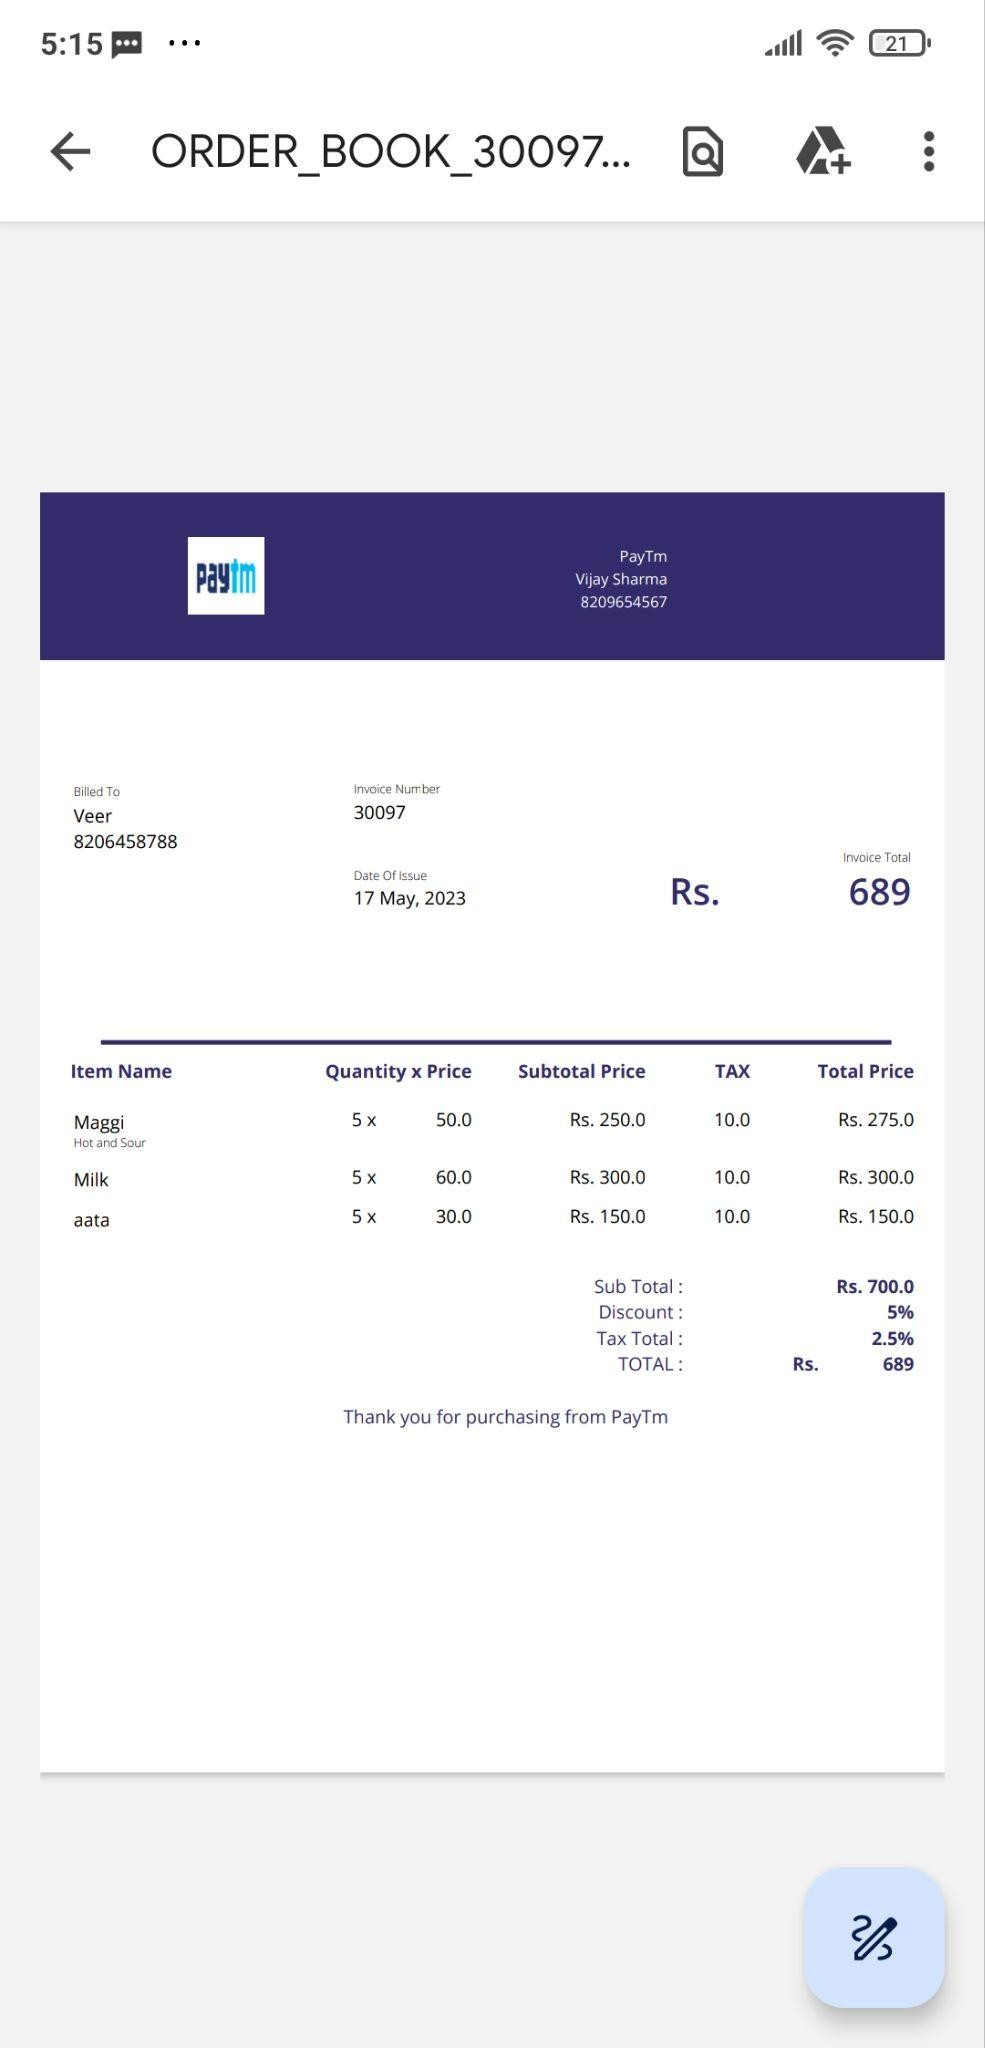 5:15
21
ORDER_BOOK_30097...
paytm
PayTm
Vijay Sharma
8209654567
Billed To
Veer
8206458788
Invoice Number
30097
Date Of Issue
17 May, 2023
Invoice Total
Rs. 689
Item Name Quantity x Price Subtotal Price TAX Total Price
Maggi 5 x 50.0 Rs. 250.0 10.0 Rs. 275.0
Hot and Sour
Milk 5 x 60.0 Rs. 300.0 10.0 Rs. 300.0
aata 5 x 30.0 Rs. 150.0 10.0 Rs. 150.0
Sub Total : Rs. 700.0
Discount : 5%
Tax Total : 2.5%
TOTAL : Rs. 689
Thank you for purchasing from PayTm